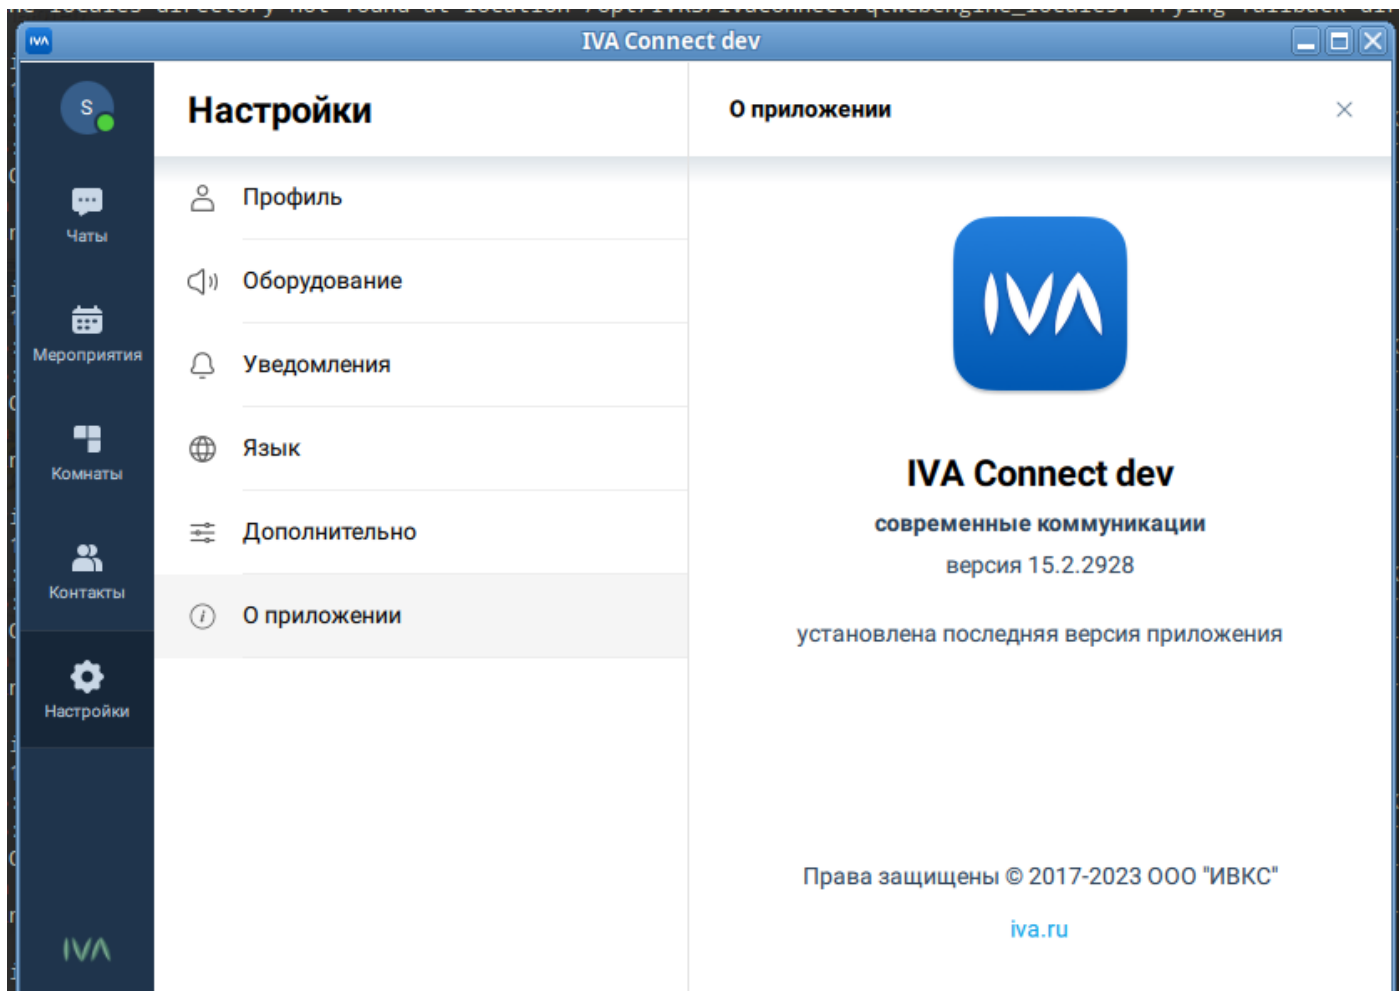 IVA Connect dev
S
Чаты
Мероприятия
Комнаты
Контакты
Настройки
IVA
Настройки
Профиль
Оборудование
Уведомления
Язык
Дополнительно
О приложении
О приложении
IVA
IVA Connect dev
современные коммуникации
версия 15.2.2928
установлена последняя версия приложения
Права защищены © 2017-2023 ООО "ИВКС"
iva.ru